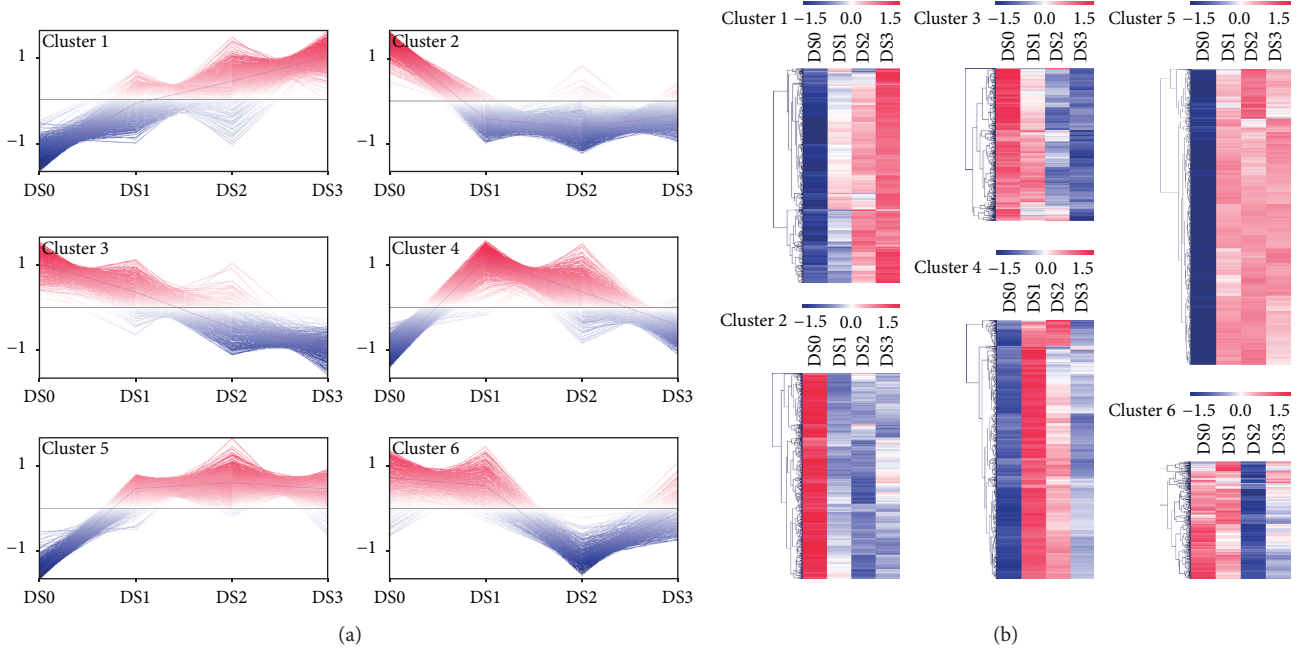 Cluster 1
1
−1
DS0 DS1 DS2 DS3
Cluster 2
1
−1
DS0 DS1 DS2 DS3
Cluster 3
1
−1
DS0 DS1 DS2 DS3
Cluster 4
1
−1
DS0 DS1 DS2 DS3
Cluster 5
1
−1
DS0 DS1 DS2 DS3
Cluster 6
1
−1
DS0 DS1 DS2 DS3
(a)
Cluster 1 −1.5 0.0 1.5
DS0 DS1 DS2 DS3
Cluster 2 −1.5 0.0 1.5
DS0 DS1 DS2 DS3
Cluster 3 −1.5 0.0 1.5
DS0 DS1 DS2 DS3
Cluster 4 −1.5 0.0 1.5
DS0 DS1 DS2 DS3
Cluster 5 −1.5 0.0 1.5
DS0 DS1 DS2 DS3
Cluster 6 −1.5 0.0 1.5
DS0 DS1 DS2 DS3
(b)